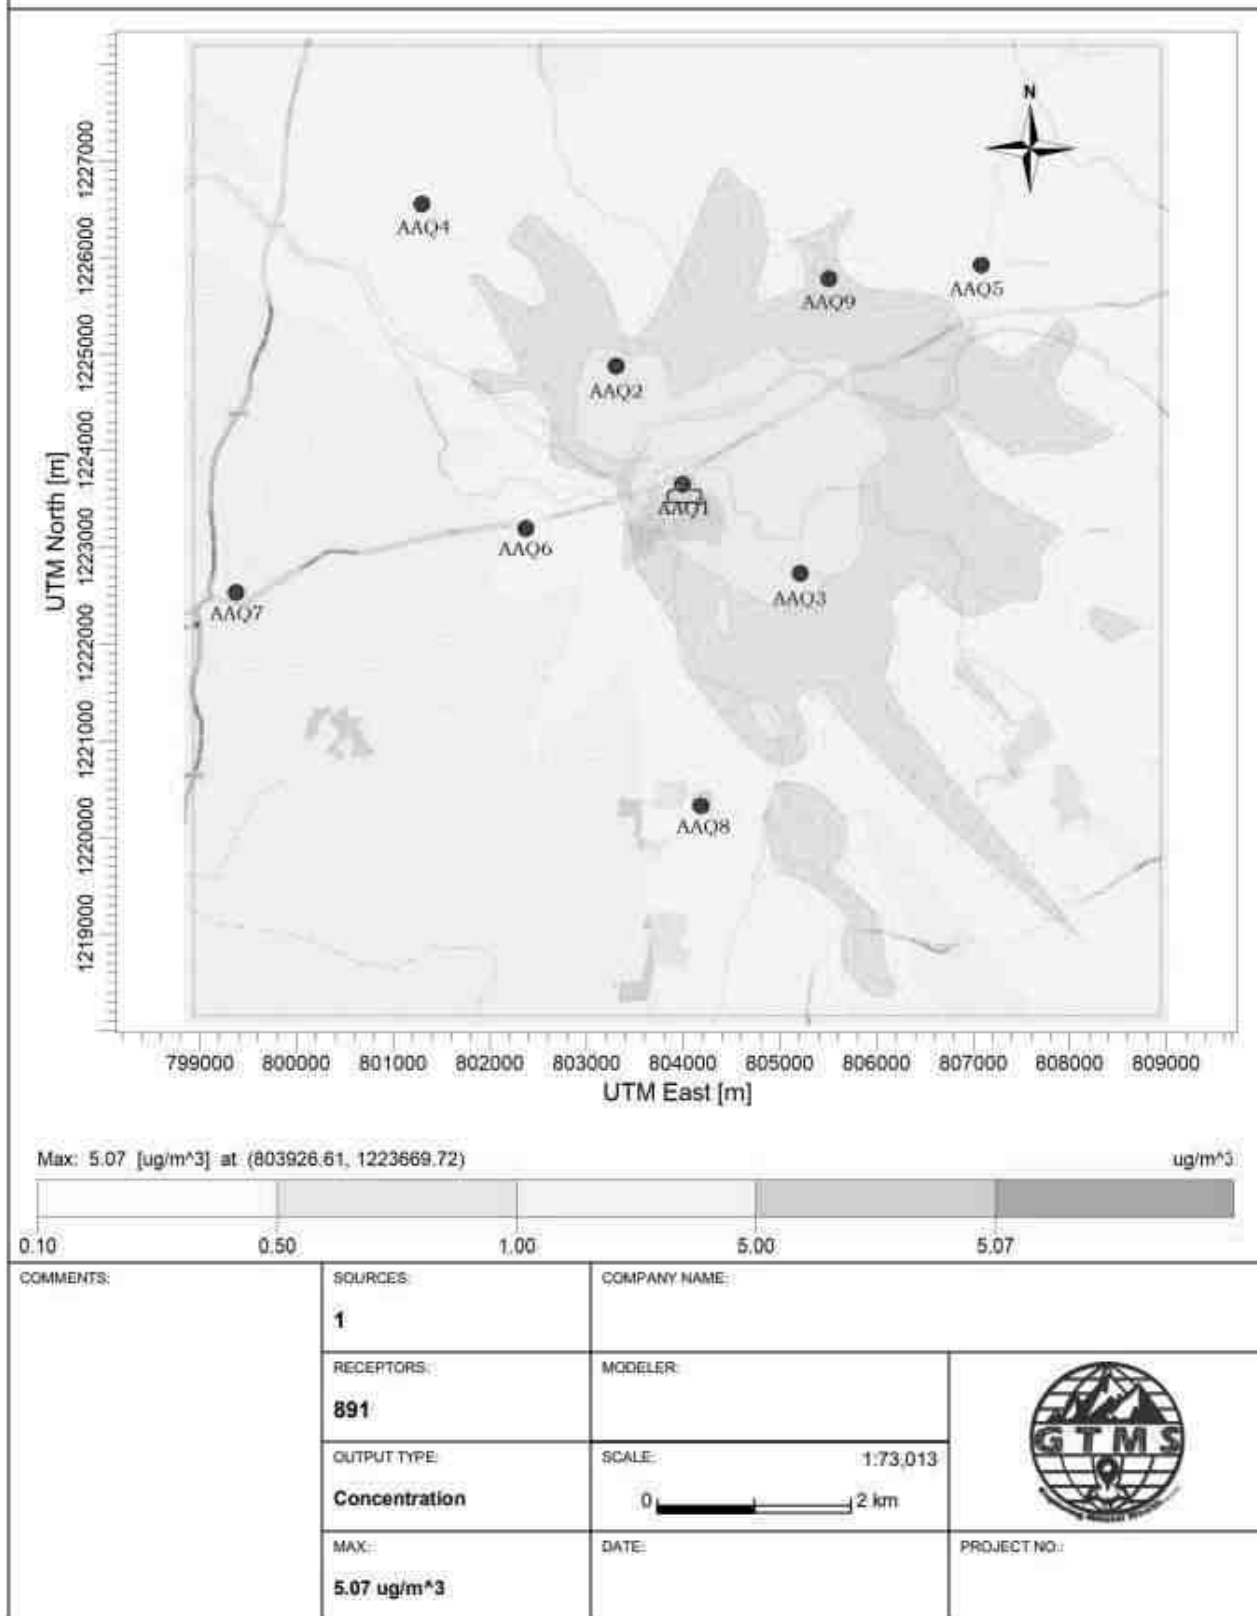 N
1227000
1226000
1225000
1224000
1223000
1222000
1221000
1220000
1219000
UTM North [m]
AAQ4
AAQ5
AAQ9
AAQ2
AAQ1
AAQ6
AAQ3
AAQ7
AAQ8
799000 800000 801000 802000 803000 804000 805000 806000 807000 808000 809000
UTM East [m]
Max: 5.07 [ug/m^3] at (803926.61, 1223669.72)
ug/m^3
0.10 0.50 1.00 5.00 5.07
COMMENTS:
SOURCES:
1
COMPANY NAME:
RECEPTORS:
891
MODELER:
OUTPUT TYPE:
Concentration
SCALE: 1:73,013
0 2 km
MAX:
5.07 ug/m^3
DATE:
PROJECT NO.:
GTMS